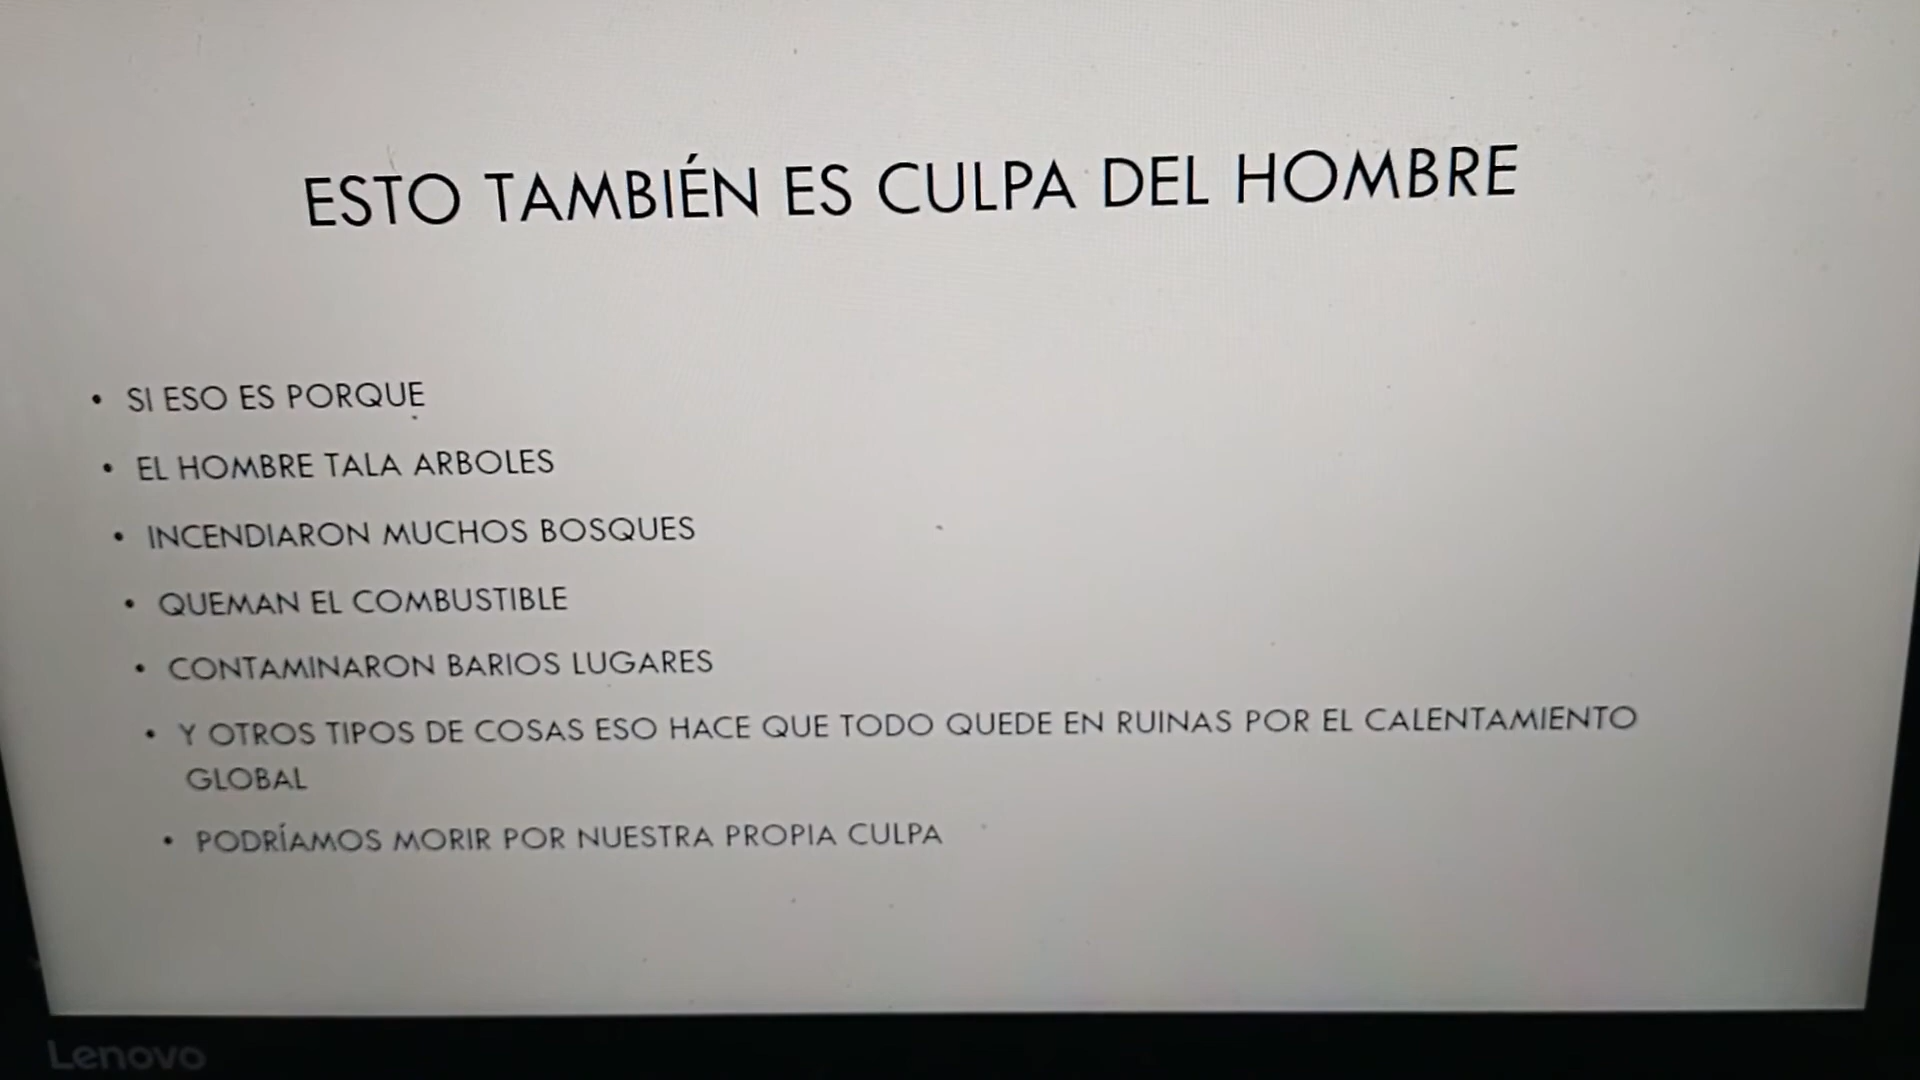 ESTO TAMBIÉN ES CULPA DEL HOMBRE
• SI ESO ES PORQUE
• EL HOMBRE TALA ARBOLES
• INCENDIARON MUCHOS BOSQUES
• QUEMAN EL COMBUSTIBLE
• CONTAMINARON BARIOS LUGARES
• Y OTROS TIPOS DE COSAS ESO HACE QUE TODO QUEDE EN RUINAS POR EL CALENTAMIENTO
GLOBAL
• PODRÍAMOS MORIR POR NUESTRA PROPIA CULPA
Lenovo